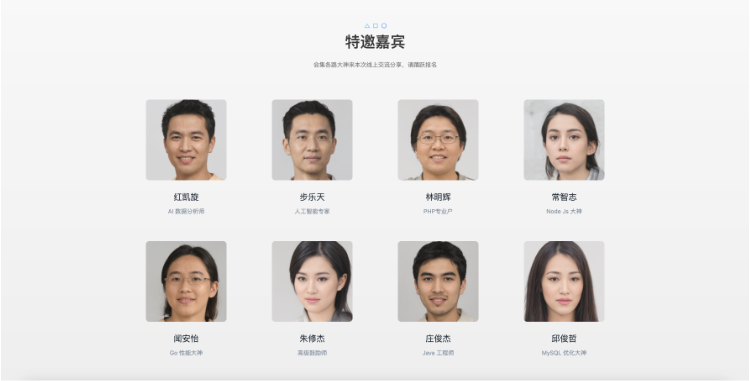 特邀嘉宾
会集各路大神来本次线上交流分享，请踊跃报名
红凯旋
步乐天
林明辉
常智志
AI 数据分析师
人工智能专家
PHP专业户
Node Js 大神
闻安怡
朱修杰
庄俊杰
邱俊哲
Go 性能大神
高级鼓励师
Java 工程师
MySQL 优化大神